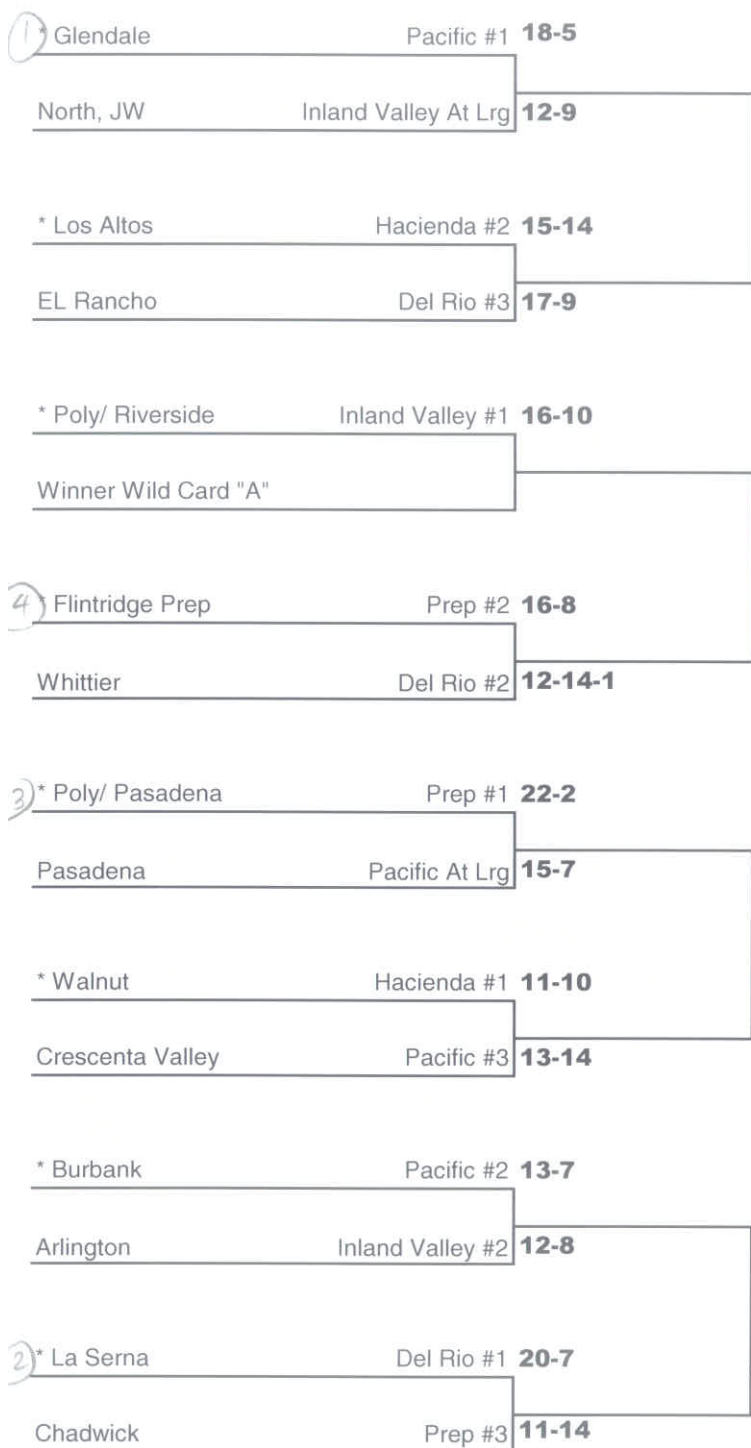 1 * Glendale Pacific #1 18-5
North, JW Inland Valley At Lrg 12-9
* Los Altos Hacienda #2 15-14
EL Rancho Del Rio #3 17-9
* Poly/ Riverside Inland Valley #1 16-10
Winner Wild Card "A"
4 * Flintridge Prep Prep #2 16-8
Whittier Del Rio #2 12-14-1
3 * Poly/ Pasadena Prep #1 22-2
Pasadena Pacific At Lrg 15-7
* Walnut Hacienda #1 11-10
Crescenta Valley Pacific #3 13-14
* Burbank Pacific #2 13-7
Arlington Inland Valley #2 12-8
2 * La Serna Del Rio #1 20-7
Chadwick Prep #3 11-14